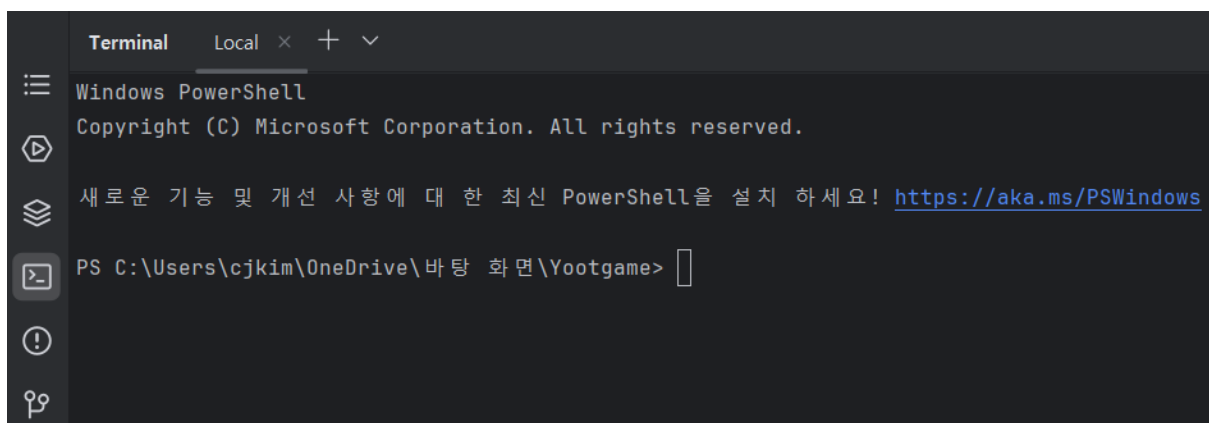 Terminal Local
Windows PowerShell
Copyright (C) Microsoft Corporation. All rights reserved.
새로운 기능 및 개선 사항에 대 한 최신 PowerShell을 설치 하세요! https://aka.ms/PSWindows
PS C:\Users\cjkim\OneDrive\바탕 화면\Yootgame>